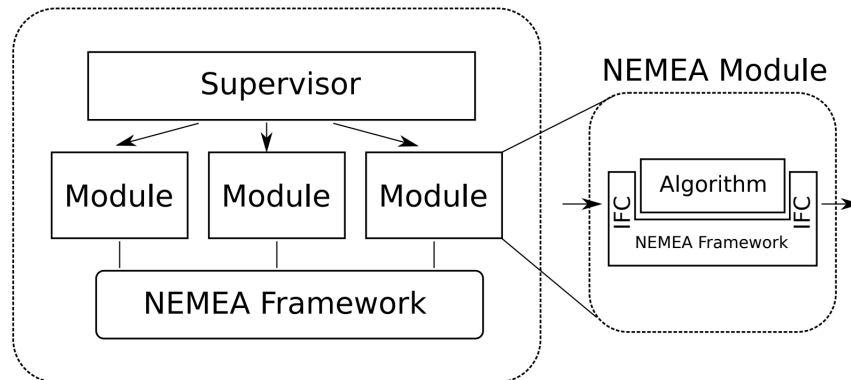 Supervisor
NEMEA Module
Module
Module
Module
IFC
Algorithm
IFC
NEMEA Framework
NEMEA Framework